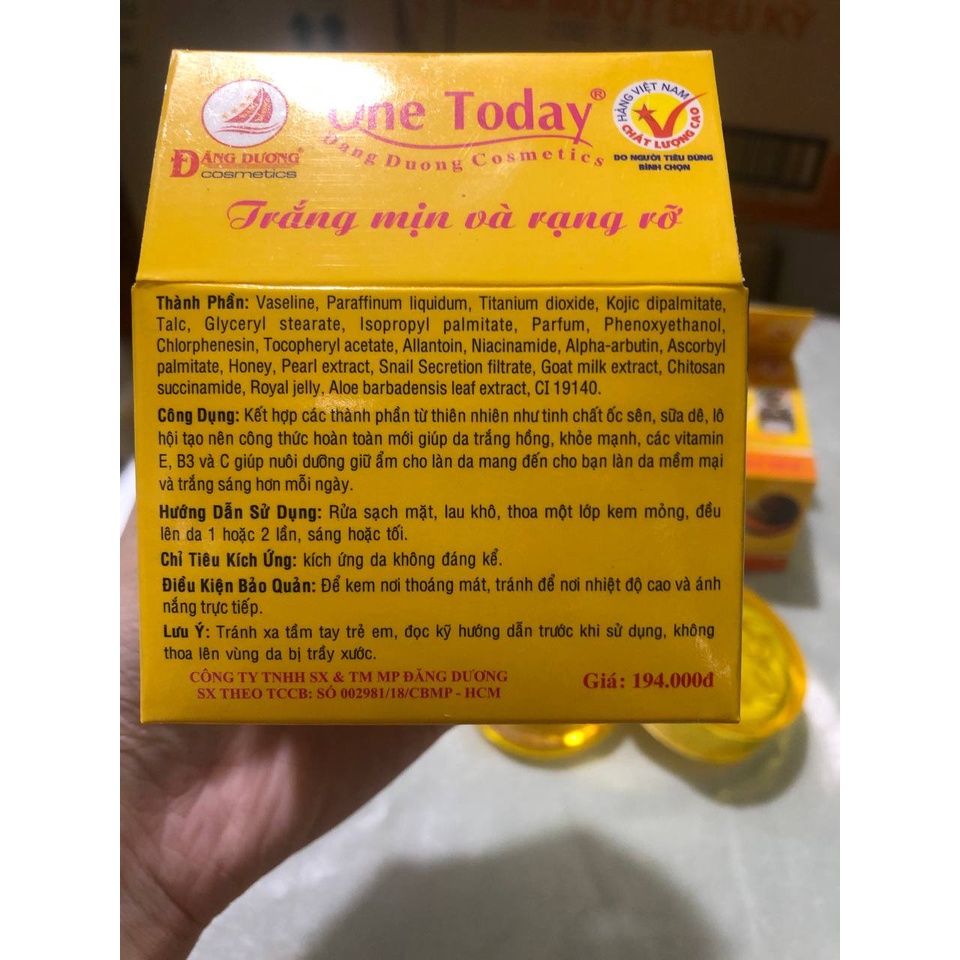 ĐĂNG DƯƠNG®
cosmetics
One Today®
Dang Duong Cosmetics
HÀNG VIỆT NAM
CHẤT LƯỢNG CAO
DO NGƯỜI TIÊU DÙNG
BÌNH CHỌN
Trắng mịn và rạng rỡ
Thành Phần: Vaseline, Paraffinum liquidum, Titanium dioxide, Kojic dipalmitate,
Talc, Glyceryl stearate, Isopropyl palmitate, Parfum, Phenoxyethanol,
Chlorphenesin, Tocopheryl acetate, Allantoin, Niacinamide, Alpha-arbutin, Ascorbyl
palmitate, Honey, Pearl extract, Snail Secretion filtrate, Goat milk extract, Chitosan
succinamide, Royal jelly, Aloe barbadensis leaf extract, CI 19140.
Công Dụng: Kết hợp các thành phần từ thiên nhiên như tinh chất ốc sên, sữa dê, lô
hội tạo nên công thức hoàn toàn mới giúp da trắng hồng, khỏe mạnh, các vitamin
E, B3 và C giúp nuôi dưỡng giữ ẩm cho làn da mang đến cho bạn làn da mềm mại
và trắng sáng hơn mỗi ngày.
Hướng Dẫn Sử Dụng: Rửa sạch mặt, lau khô, thoa một lớp kem mỏng, đều
lên da 1 hoặc 2 lần, sáng hoặc tối.
Chỉ Tiêu Kích Ứng: kích ứng da không đáng kể.
Điều Kiện Bảo Quản: Để kem nơi thoáng mát, tránh để nơi nhiệt độ cao và ánh
nắng trực tiếp.
Lưu Ý: Tránh xa tầm tay trẻ em, đọc kỹ hướng dẫn trước khi sử dụng, không
thoa lên vùng da bị trầy xước.
CÔNG TY TNHH SX & TM MP ĐĂNG DƯƠNG
SX THEO TCCB: SỐ 002981/18/CBMP - HCM
Giá: 194.000đ